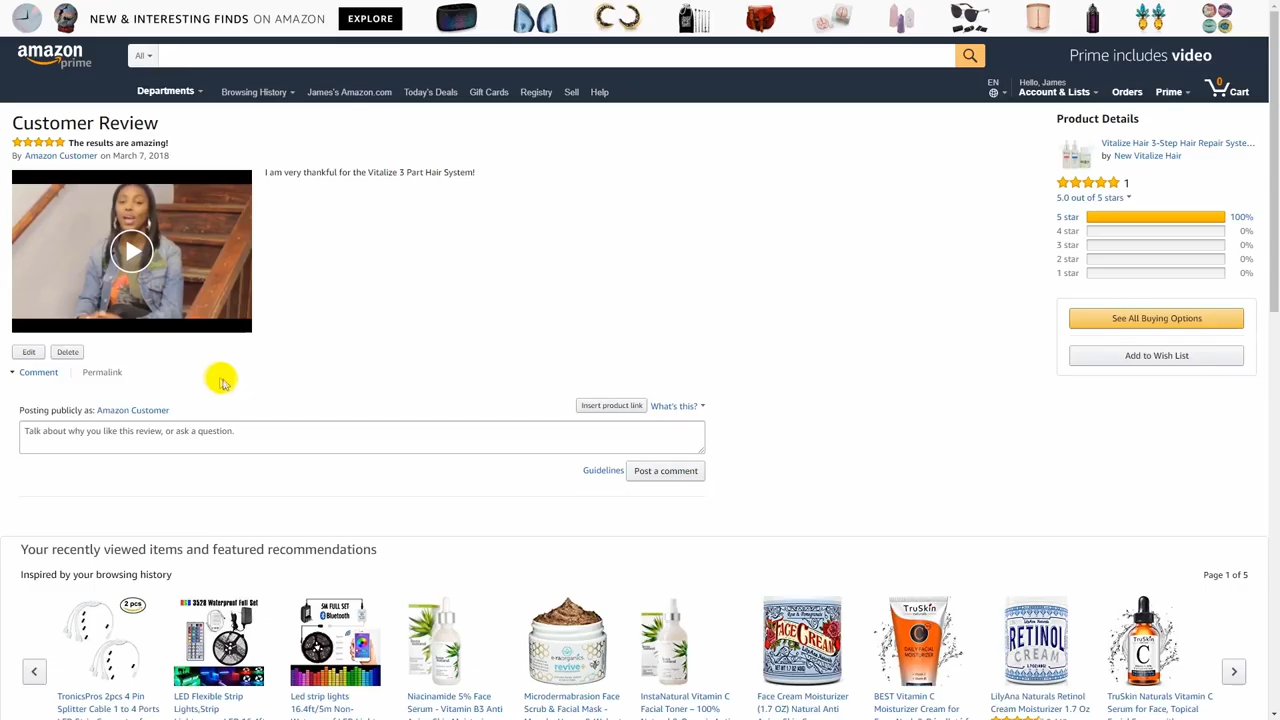 NEW & INTERESTING FINDS ON AMAZON EXPLORE
amazon prime
All
Prime includes video
Departments
Browsing History
James's Amazon.com
Today's Deals
Gift Cards
Registry
Sell
Help
EN
Hello, James
Account & Lists
Orders
Prime
0
Cart
Customer Review
The results are amazing!
By Amazon Customer on March 7, 2018
I am very thankful for the Vitalize 3 Part Hair System!
Edit
Delete
Comment
Permalink
Posting publicly as: Amazon Customer
Insert product link
What's this?
Talk about why you like this review, or ask a question.
Guidelines
Post a comment
Product Details
Vitalize Hair 3-Step Hair Repair Syste...
by New Vitalize Hair
1
5.0 out of 5 stars
5 star 100%
4 star 0%
3 star 0%
2 star 0%
1 star 0%
See All Buying Options
Add to Wish List
Your recently viewed items and featured recommendations
Inspired by your browsing history
Page 1 of 5
2 pcs
3528 Waterproof Full Set
5M FULL SET
Bluetooth
revive+
FACE CREAM
TruSkin
RETINOL
CREAM
TruSkin
C
TronicsPros 2pcs 4 Pin
Splitter Cable 1 to 4 Ports
LED Flexible Strip
Lights,Strip
Led strip lights
16.4ft/5m Non-
Niacinamide 5% Face
Serum - Vitamin B3 Anti
Microdermabrasion Face
Scrub & Facial Mask -
InstaNatural Vitamin C
Facial Toner – 100%
Face Cream Moisturizer
(1.7 OZ) Natural Anti
BEST Vitamin C
Moisturizer Cream for
LilyAna Naturals Retinol
Cream Moisturizer 1.7 Oz
TruSkin Naturals Vitamin C
Serum for Face, Topical